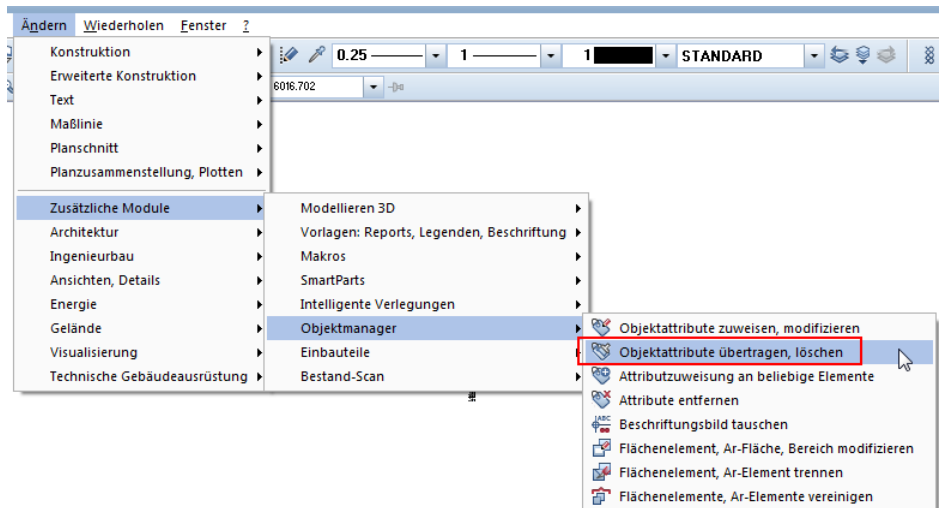 Ändern Wiederholen Fenster ?
0.25 1 1 STANDARD
6016.702
Konstruktion
Erweiterte Konstruktion
Text
Maßlinie
Planschnitt
Planzusammenstellung, Plotten
Zusätzliche Module
Architektur
Ingenieurbau
Ansichten, Details
Energie
Gelände
Visualisierung
Technische Gebäudeausrüstung
Modellieren 3D
Vorlagen: Reports, Legenden, Beschriftung
Makros
SmartParts
Intelligente Verlegungen
Objektmanager
Einbauteile
Bestand-Scan
Objektattribute zuweisen, modifizieren
Objektattribute übertragen, löschen
Attributzuweisung an beliebige Elemente
Attribute entfernen
ABC Beschriftungsbild tauschen
Flächenelement, Ar-Fläche, Bereich modifizieren
Flächenelement, Ar-Element trennen
Flächenelemente, Ar-Elemente vereinigen